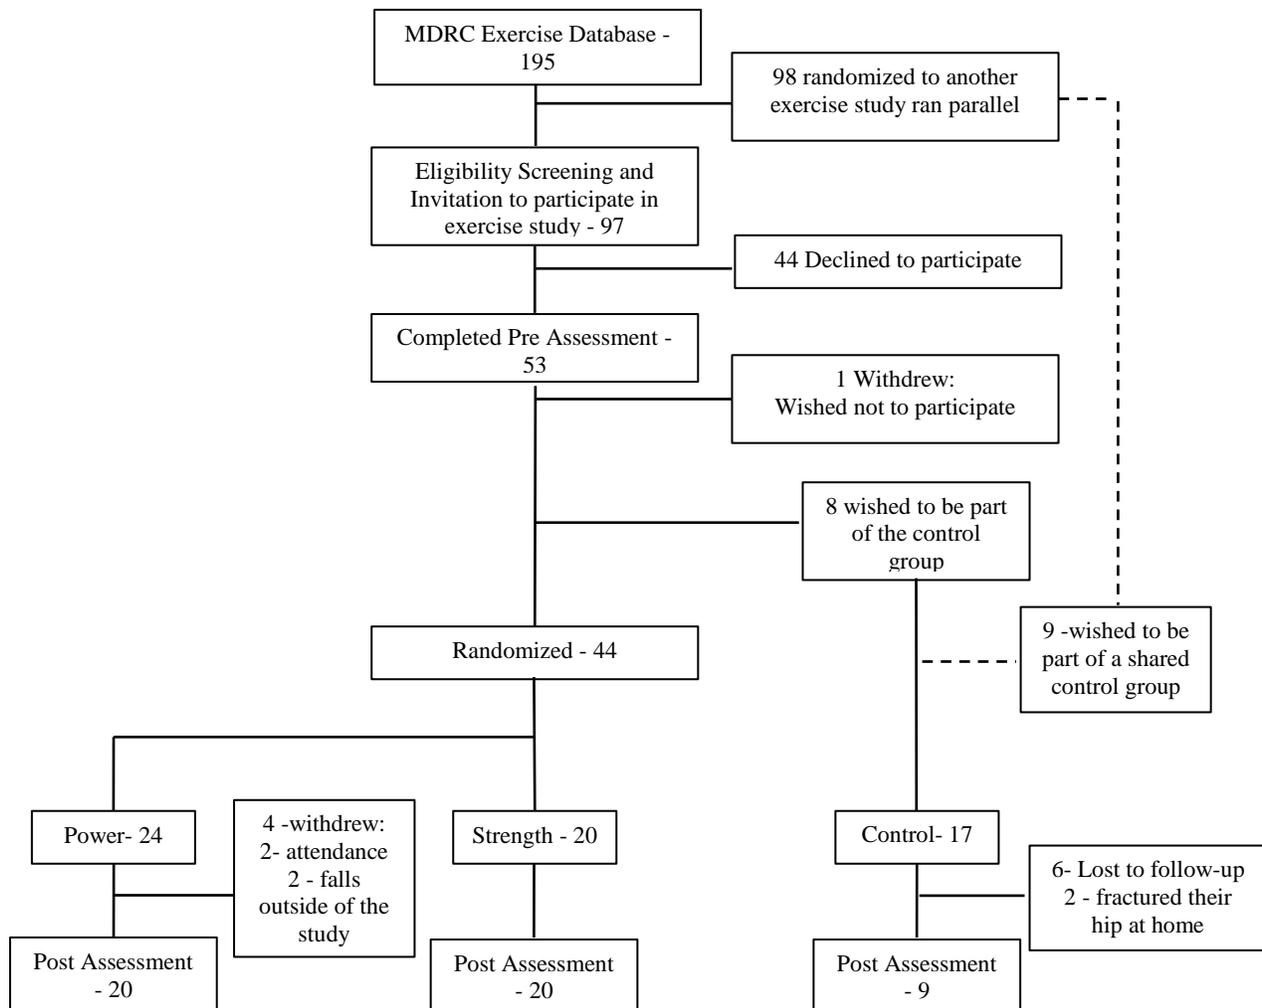 MDRC Exercise Database -
195
98 randomized to another
exercise study ran parallel
Eligibility Screening and
Invitation to participate in
exercise study - 97
44 Declined to participate
Completed Pre Assessment -
53
1 Withdrew:
Wished not to participate
8 wished to be part
of the control
group
9 -wished to be
part of a shared
control group
Randomized - 44
Power- 24
4 -withdrew:
2- attendance
2 - falls
outside of the
study
Strength - 20
Control- 17
6- Lost to follow-up
2 - fractured their
hip at home
Post Assessment
- 20
Post Assessment
- 20
Post Assessment
- 9